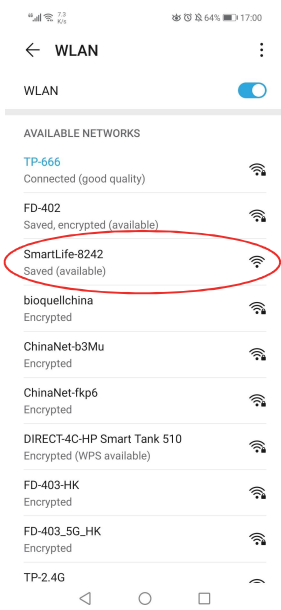 7.3
K/s
64%
17:00
WLAN
WLAN
AVAILABLE NETWORKS
TP-666
Connected (good quality)
FD-402
Saved, encrypted (available)
SmartLife-8242
Saved (available)
bioquellchina
Encrypted
ChinaNet-b3Mu
Encrypted
ChinaNet-fkp6
Encrypted
DIRECT-4C-HP Smart Tank 510
Encrypted (WPS available)
FD-403-HK
Encrypted
FD-403_5G_HK
Encrypted
TP-2.4G